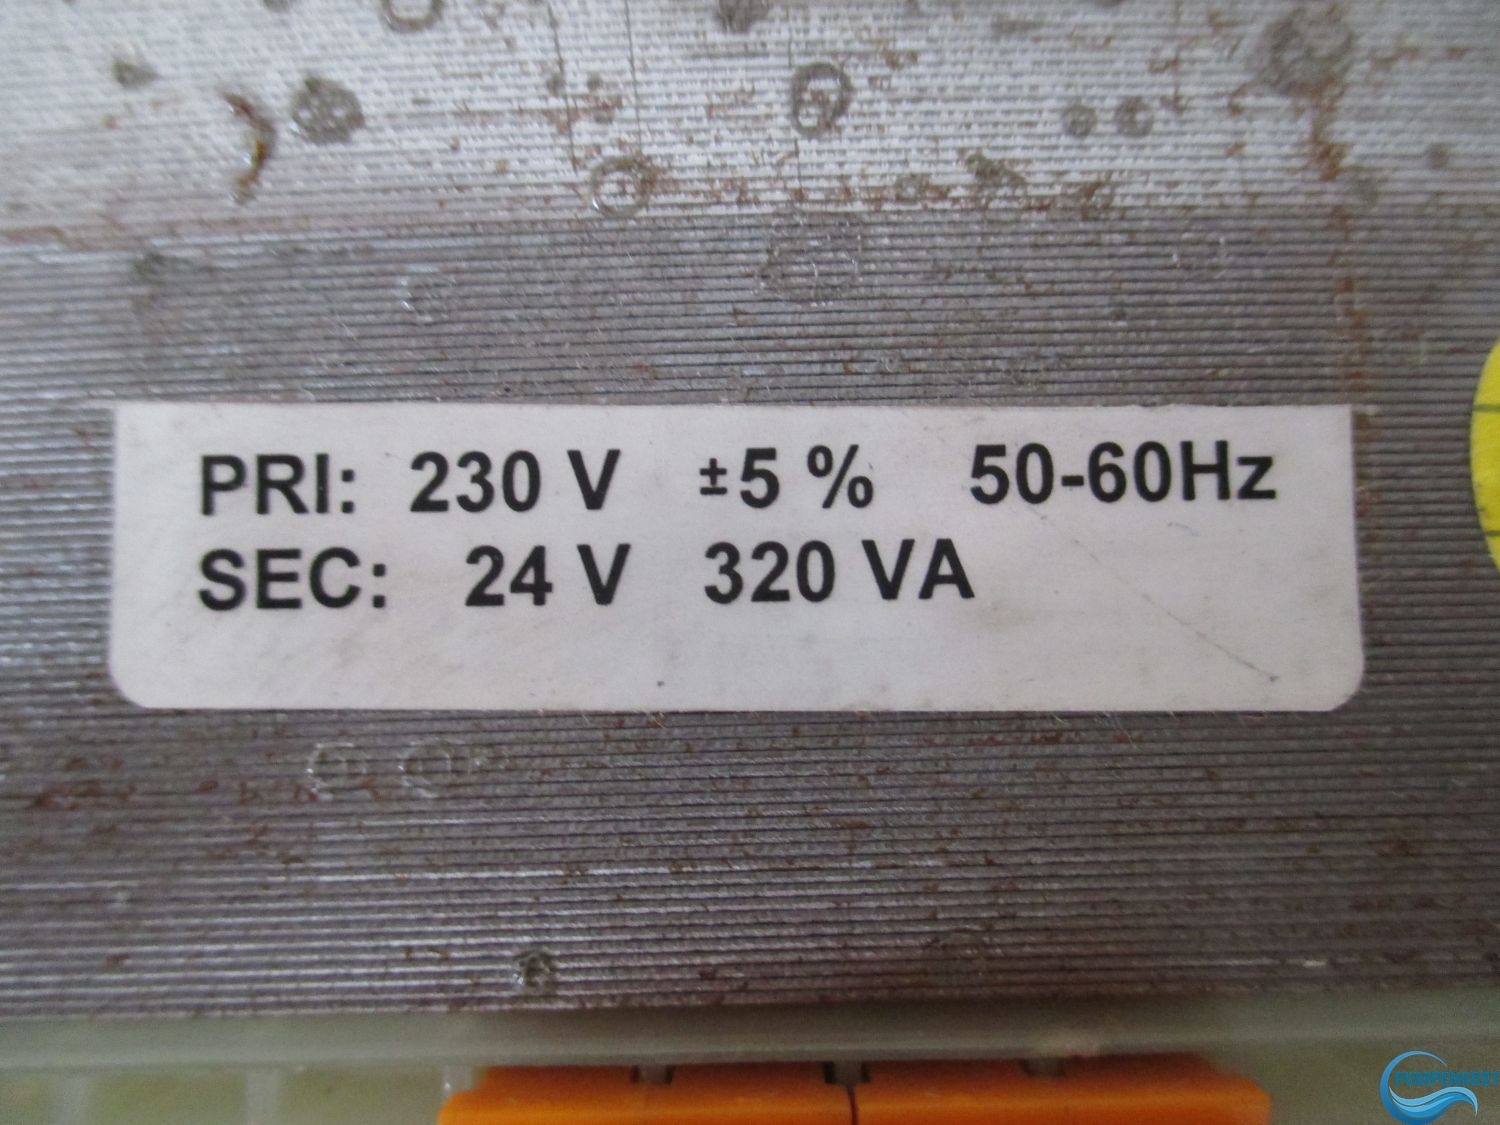 PRI: 230 V ±5 % 50-60Hz
SEC: 24 V 320 VA